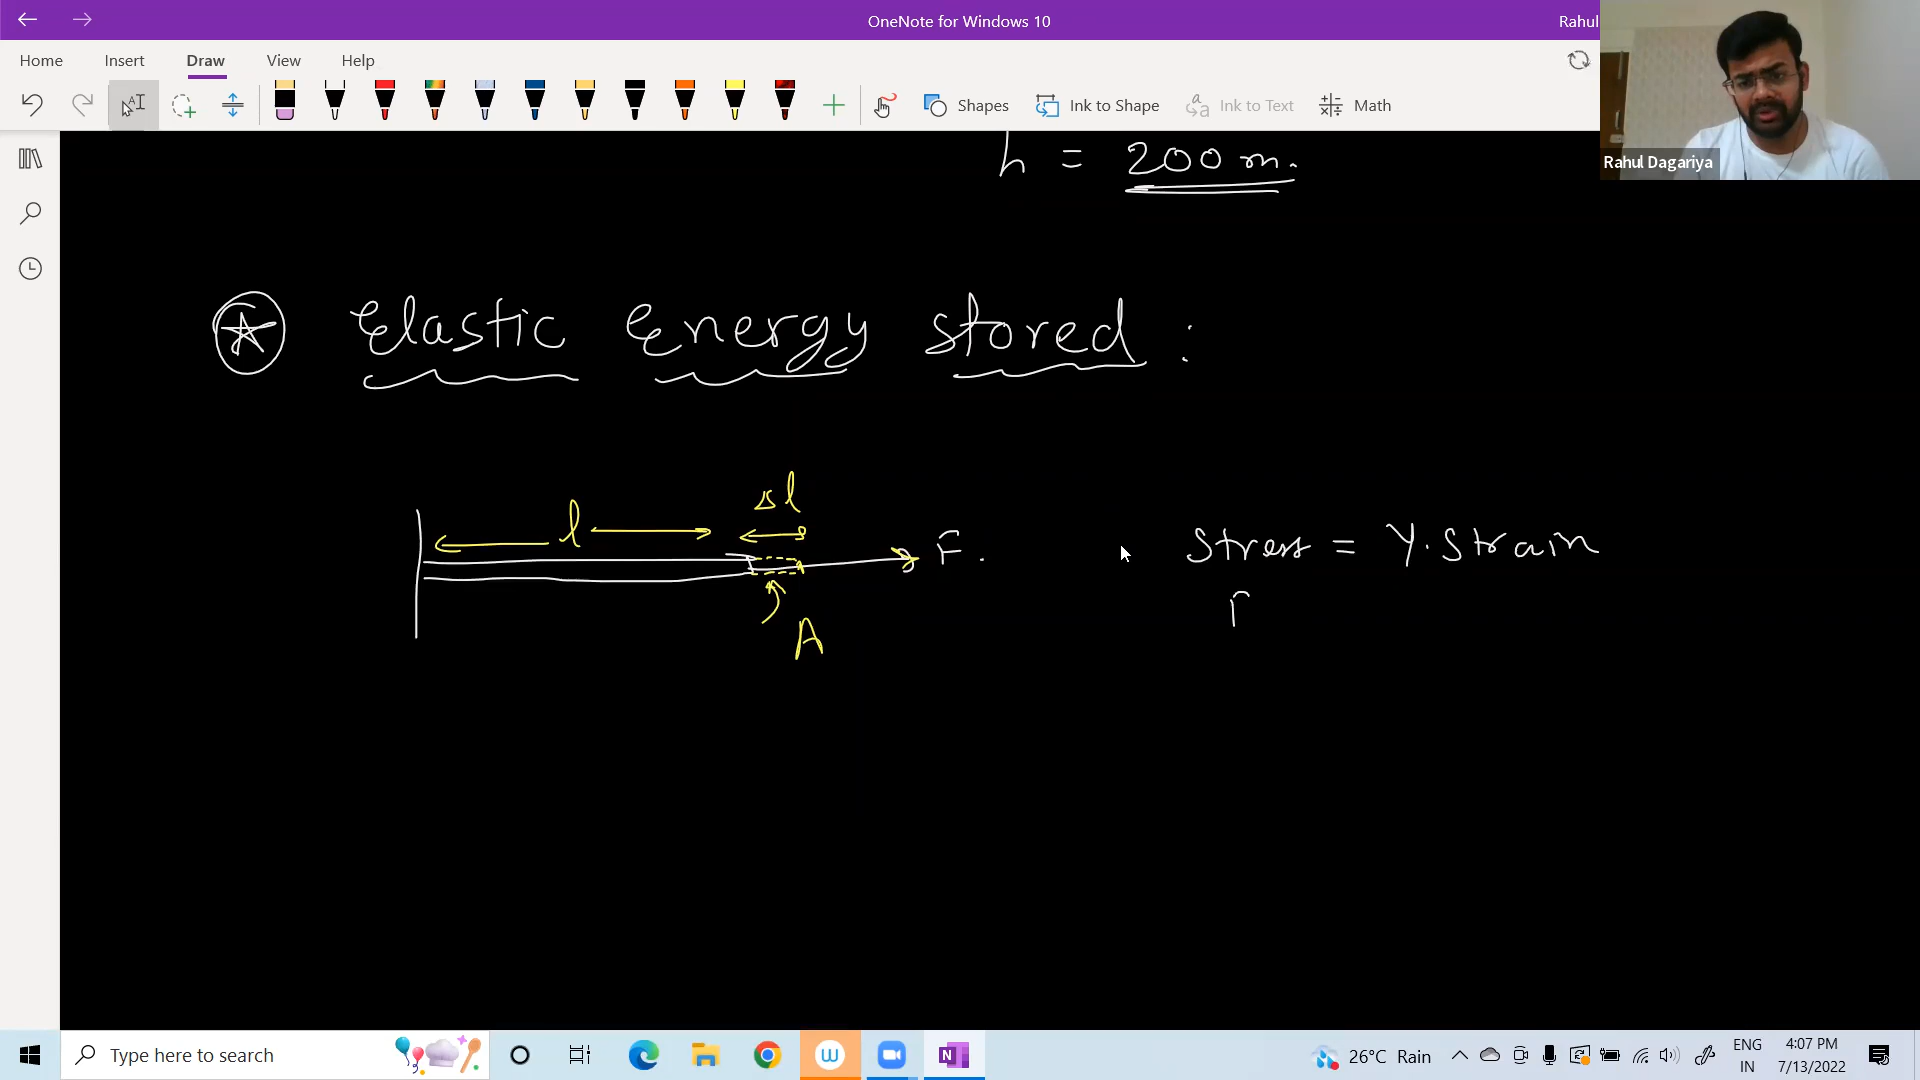 OneNote for Windows 10
Rahul
Home Insert Draw View Help
Shapes Ink to Shape Ink to Text Math
Rahul Dagariya
h = 200 m.
Elastic Energy stored :
Δl
l
F.
A
Stress = Y. Strain
Type here to search
26°C Rain
ENG
IN
4:07 PM
7/13/2022